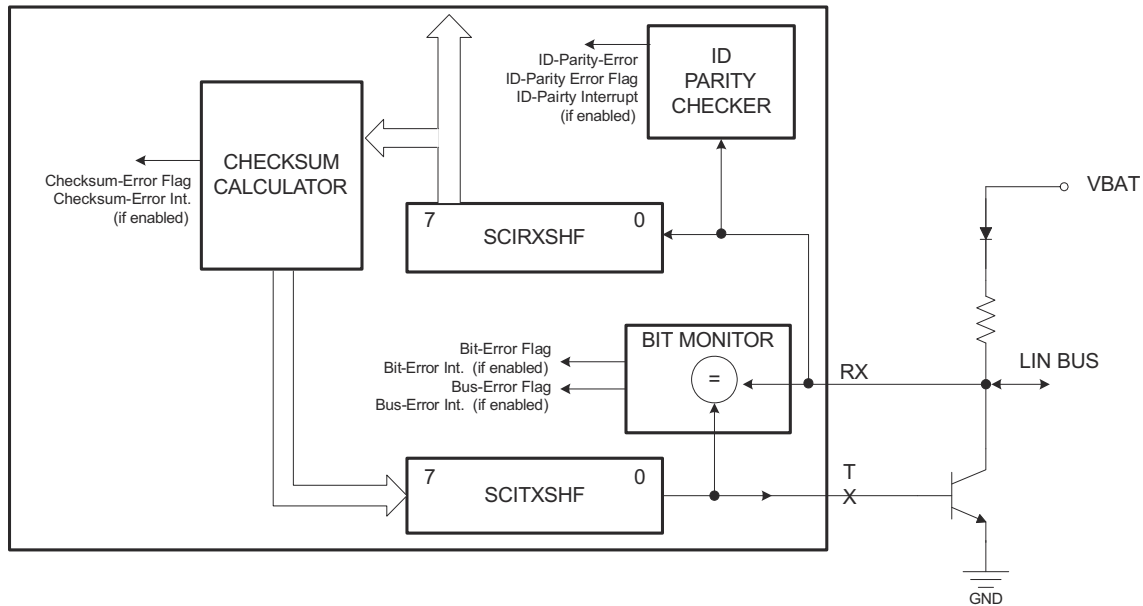 ID-Parity-Error
ID-Parity Error Flag
ID-Pairty Interrupt
(if enabled)
ID
PARITY
CHECKER
CHECKSUM
CALCULATOR
Checksum-Error Flag
Checksum-Error Int.
(if enabled)
VBAT
7 SCIRXSHF 0
BIT MONITOR
=
Bit-Error Flag
Bit-Error Int. (if enabled)
Bus-Error Flag
Bus-Error Int. (if enabled)
RX
LIN BUS
7 SCITXSHF 0
T
X
GND